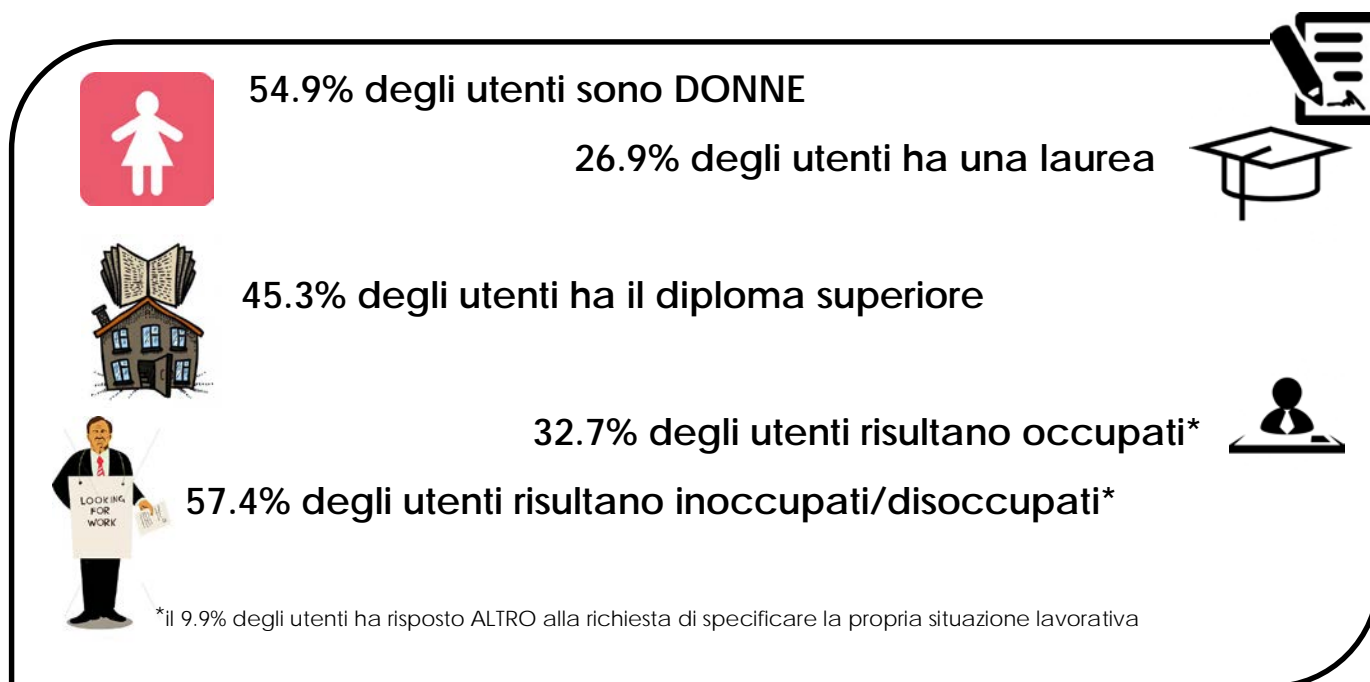 54.9% degli utenti sono DONNE
26.9% degli utenti ha una laurea
45.3% degli utenti ha il diploma superiore
32.7% degli utenti risultano occupati*
LOOKING
FOR
WORK
57.4% degli utenti risultano inoccupati/disoccupati*
*il 9.9% degli utenti ha risposto ALTRO alla richiesta di specificare la propria situazione lavorativa